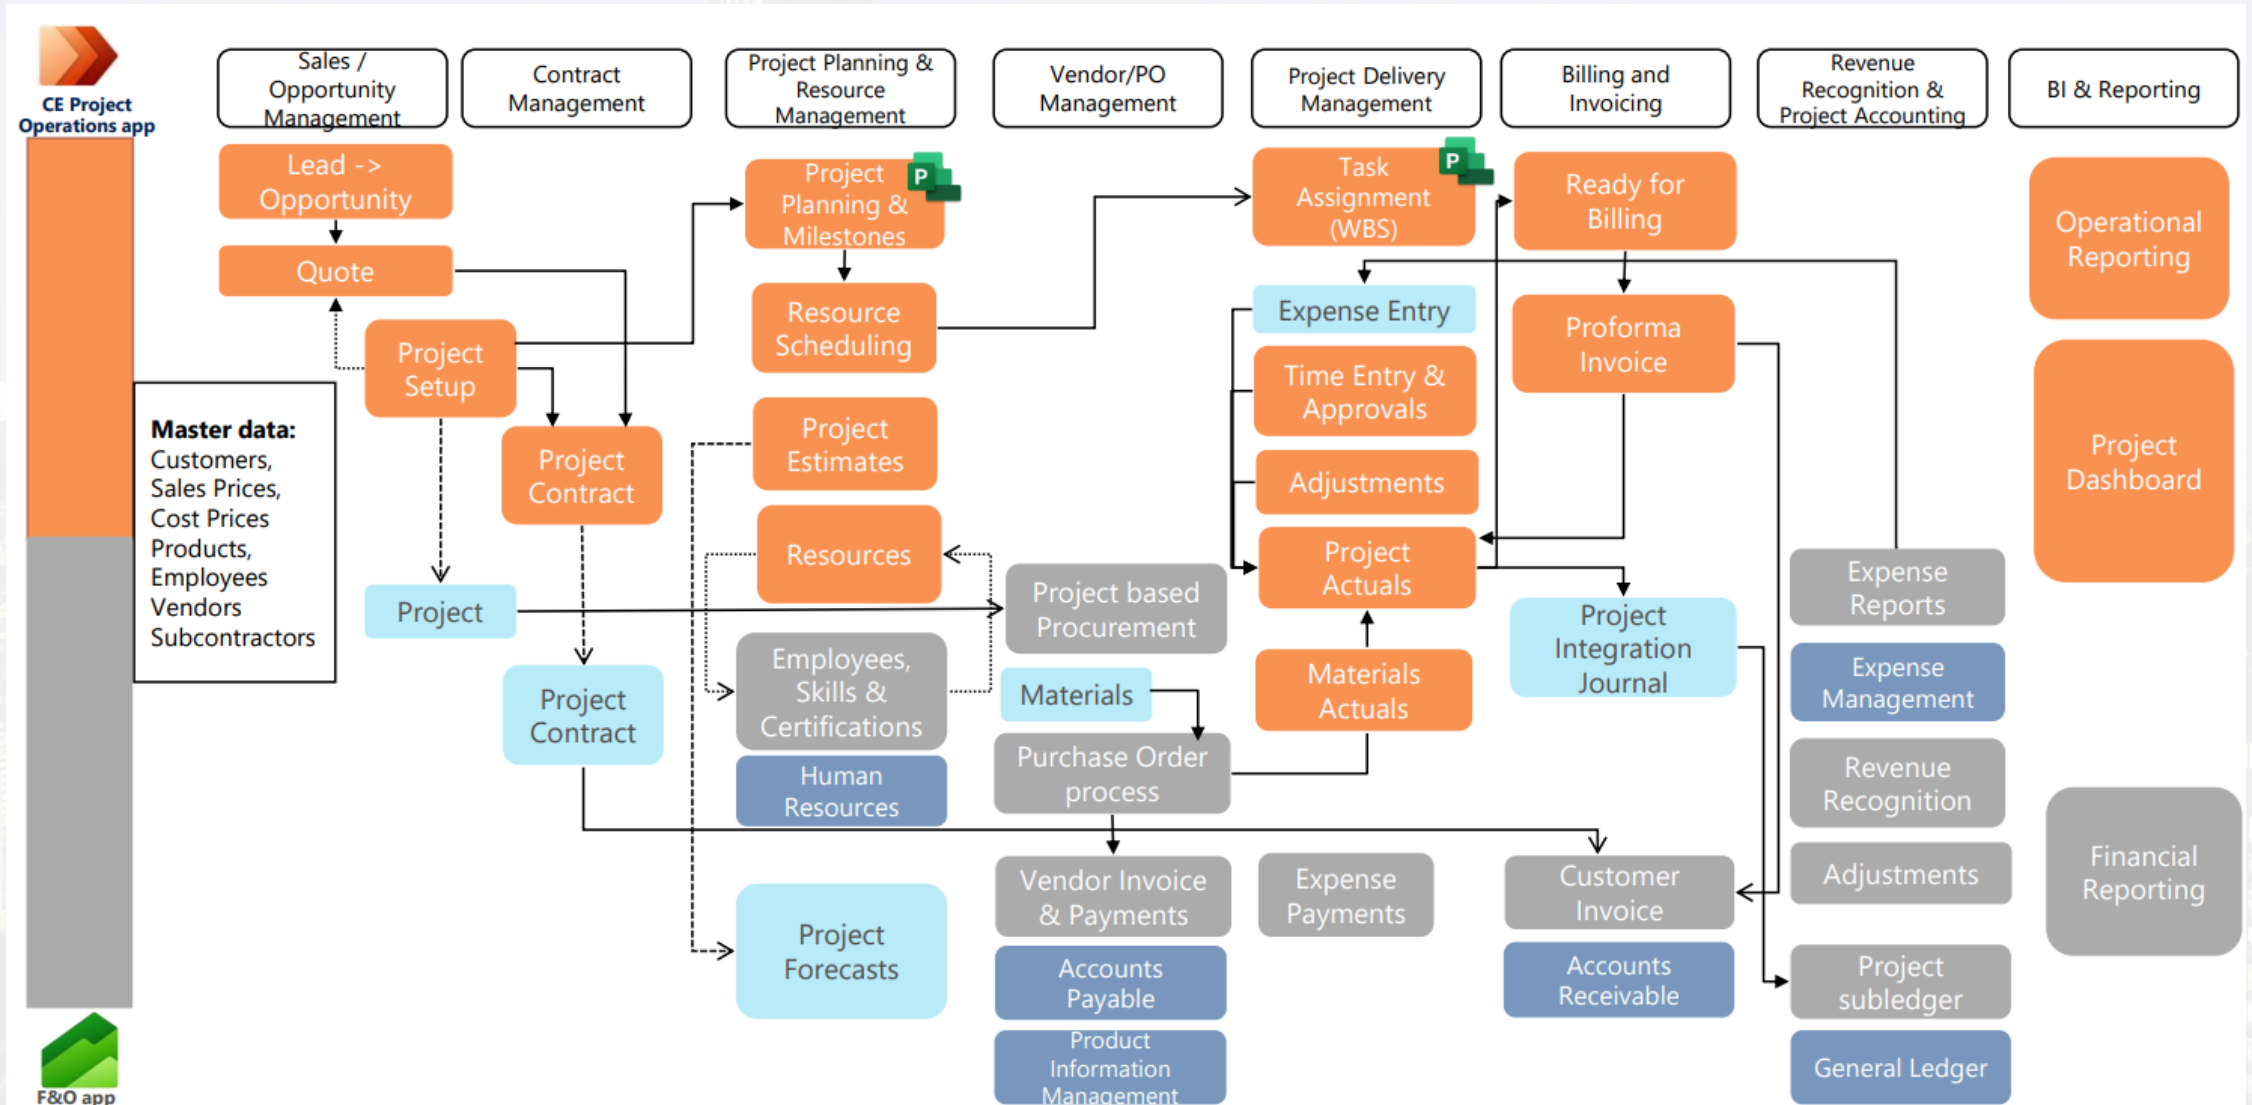 CE Project
Operations app
Sales /
Opportunity
Management
Contract
Management
Project Planning &
Resource
Management
Vendor/PO
Management
Project Delivery
Management
Billing and
Invoicing
Revenue
Recognition &
Project Accounting
BI & Reporting
Lead ->
Opportunity
Quote
Project
Setup
Master data:
Customers,
Sales Prices,
Cost Prices
Products,
Employees
Vendors
Subcontractors
Project
Project
Contract
Project
Contract
P
Project
Planning &
Milestones
Resource
Scheduling
Project
Estimates
Resources
Employees,
Skills &
Certifications
Human
Resources
Project
Forecasts
Project based
Procurement
Materials
Purchase Order
process
Vendor Invoice
& Payments
Accounts
Payable
Product
Information
Management
P
Task
Assignment
(WBS)
Expense Entry
Time Entry &
Approvals
Adjustments
Project
Actuals
Materials
Actuals
Expense
Payments
Ready for
Billing
Proforma
Invoice
Project
Integration
Journal
Customer
Invoice
Accounts
Receivable
Expense
Reports
Expense
Management
Revenue
Recognition
Adjustments
Project
subledger
General Ledger
Operational
Reporting
Project
Dashboard
Financial
Reporting
F&O app